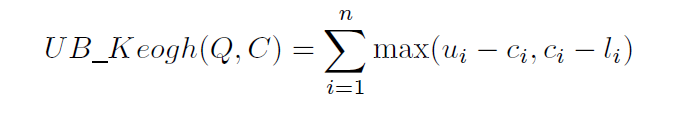 UB_Keogh(Q, C) = \sum_{i=1}^{n} \max(u_i - c_i, c_i - l_i)